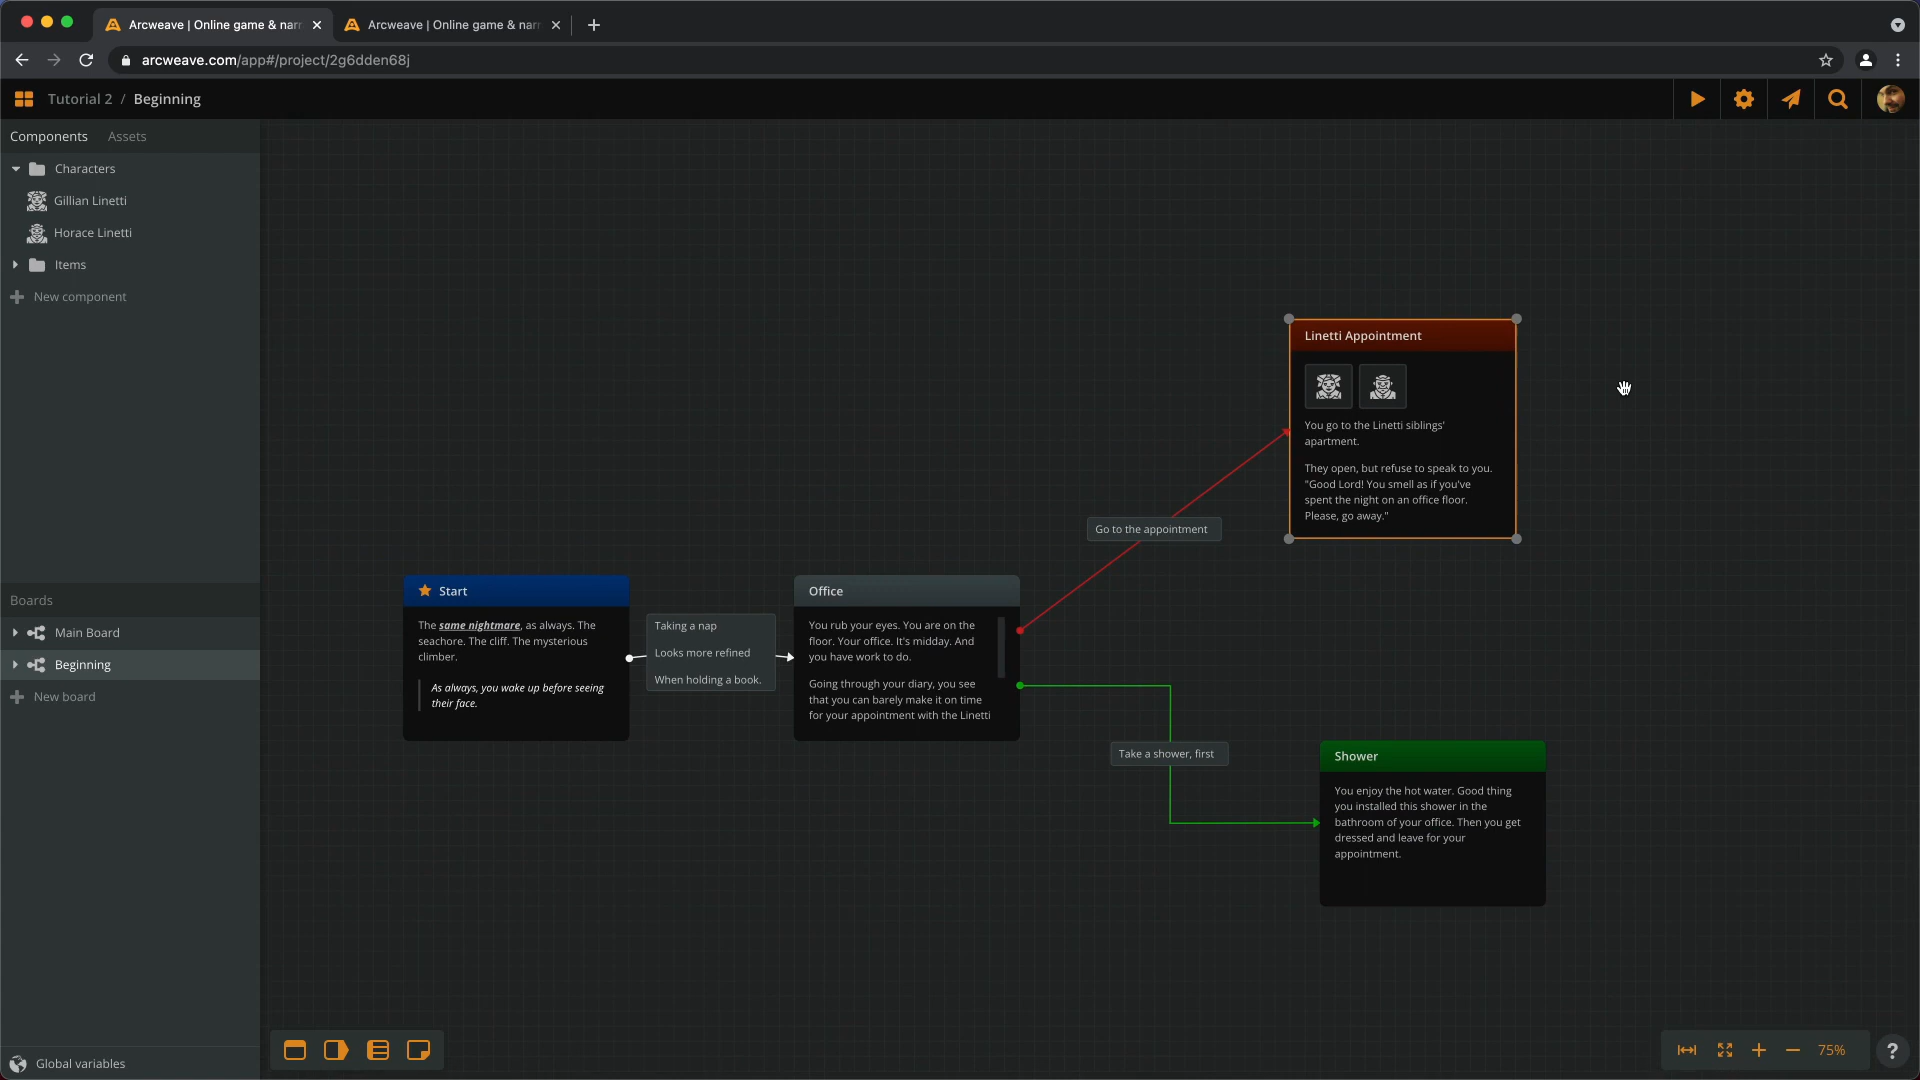 Arcweave | Online game & narr
Arcweave | Online game & narr
arcweave.com/app#/project/2g6dden68j
Tutorial 2 / Beginning
Components Assets
Characters
Gillian Linetti
Horace Linetti
Items
New component
Boards
Main Board
Beginning
New board
Global variables
Start
The same nightmare, as always. The
seachore. The cliff. The mysterious
climber.
As always, you wake up before seeing
their face.
Taking a nap
Looks more refined
When holding a book.
Office
You rub your eyes. You are on the
floor. Your office. It's midday. And
you have work to do.
Going through your diary, you see
that you can barely make it on time
for your appointment with the Linetti
Go to the appointment
Take a shower, first
Linetti Appointment
You go to the Linetti siblings'
apartment.
They open, but refuse to speak to you.
"Good Lord! You smell as if you've
spent the night on an office floor.
Please, go away."
Shower
You enjoy the hot water. Good thing
you installed this shower in the
bathroom of your office. Then you get
dressed and leave for your
appointment.
75%
?